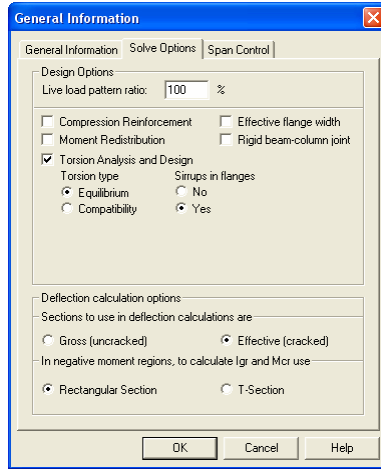 General Information
General Information Solve Options Span Control
Design Options
Live load pattern ratio: 100 %
Compression Reinforcement Effective flange width
Moment Redistribution Rigid beam-column joint
Torsion Analysis and Design
Torsion type Sirrups in flanges
Equilibrium No
Compatibility Yes
Deflection calculation options
Sections to use in deflection calculations are
Gross (uncracked) Effective (cracked)
In negative moment regions, to calculate Igr and Mcr use
Rectangular Section T-Section
OK Cancel Help